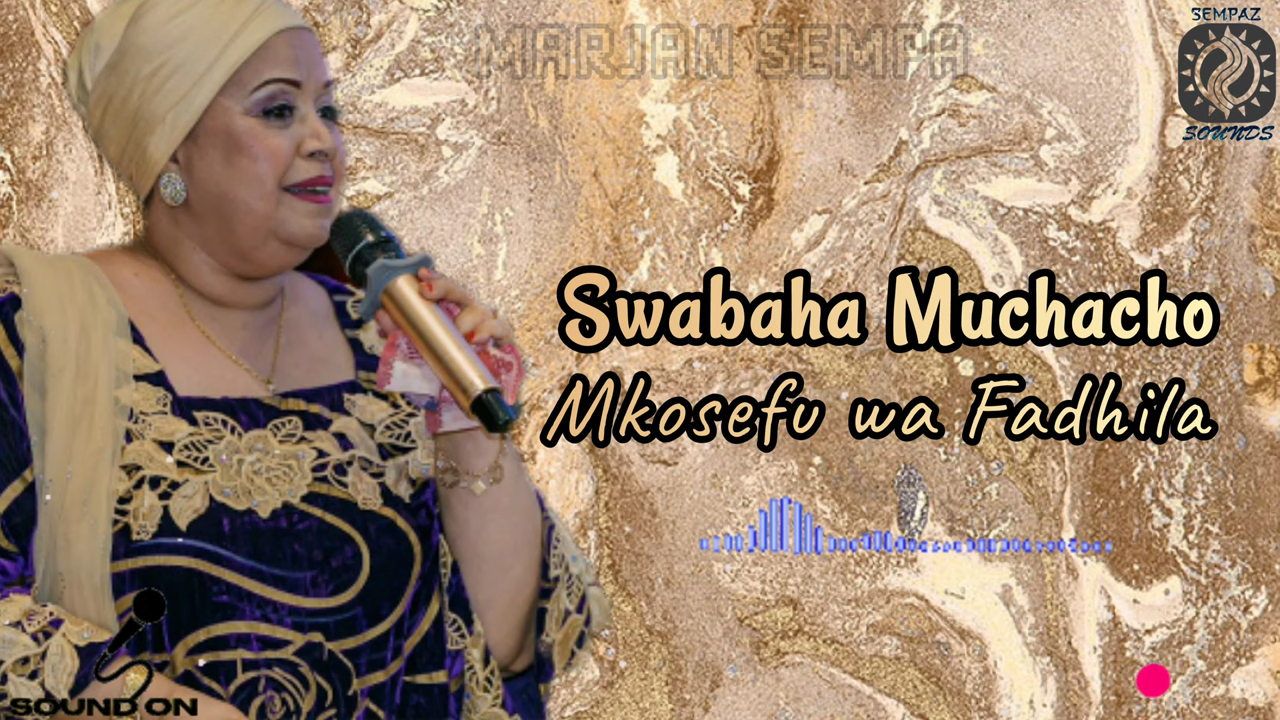 MARJAN SEMPA
SEMPAZ
SOUNDS
Swabaha Muchacho
Mkosefu wa Fadhila
SOUND ON